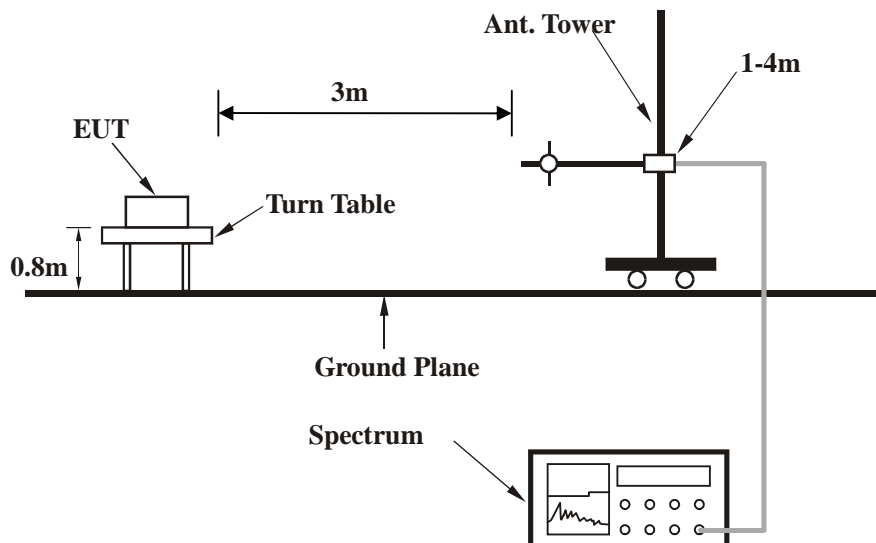 Ant. Tower
1-4m
3m
EUT
Turn Table
0.8m
Ground Plane
Spectrum